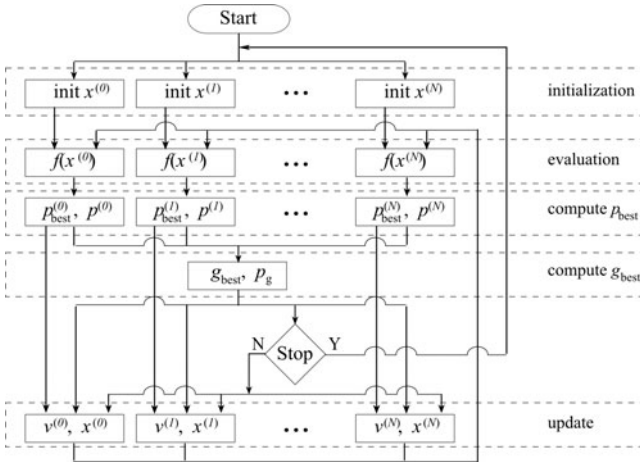 Start
init x⁽⁰⁾ init x⁽¹⁾ ••• init x⁽ᴺ⁾ initialization
f(x⁽⁰⁾) f(x⁽¹⁾) ••• f(x⁽ᴺ⁾) evaluation
p_best⁽⁰⁾, p⁽⁰⁾ p_best⁽¹⁾, p⁽¹⁾ ••• p_best⁽ᴺ⁾, p⁽ᴺ⁾ compute p_best
g_best, p_g compute g_best
N Stop Y
v⁽⁰⁾, x⁽⁰⁾ v⁽¹⁾, x⁽¹⁾ ••• v⁽ᴺ⁾, x⁽ᴺ⁾ update